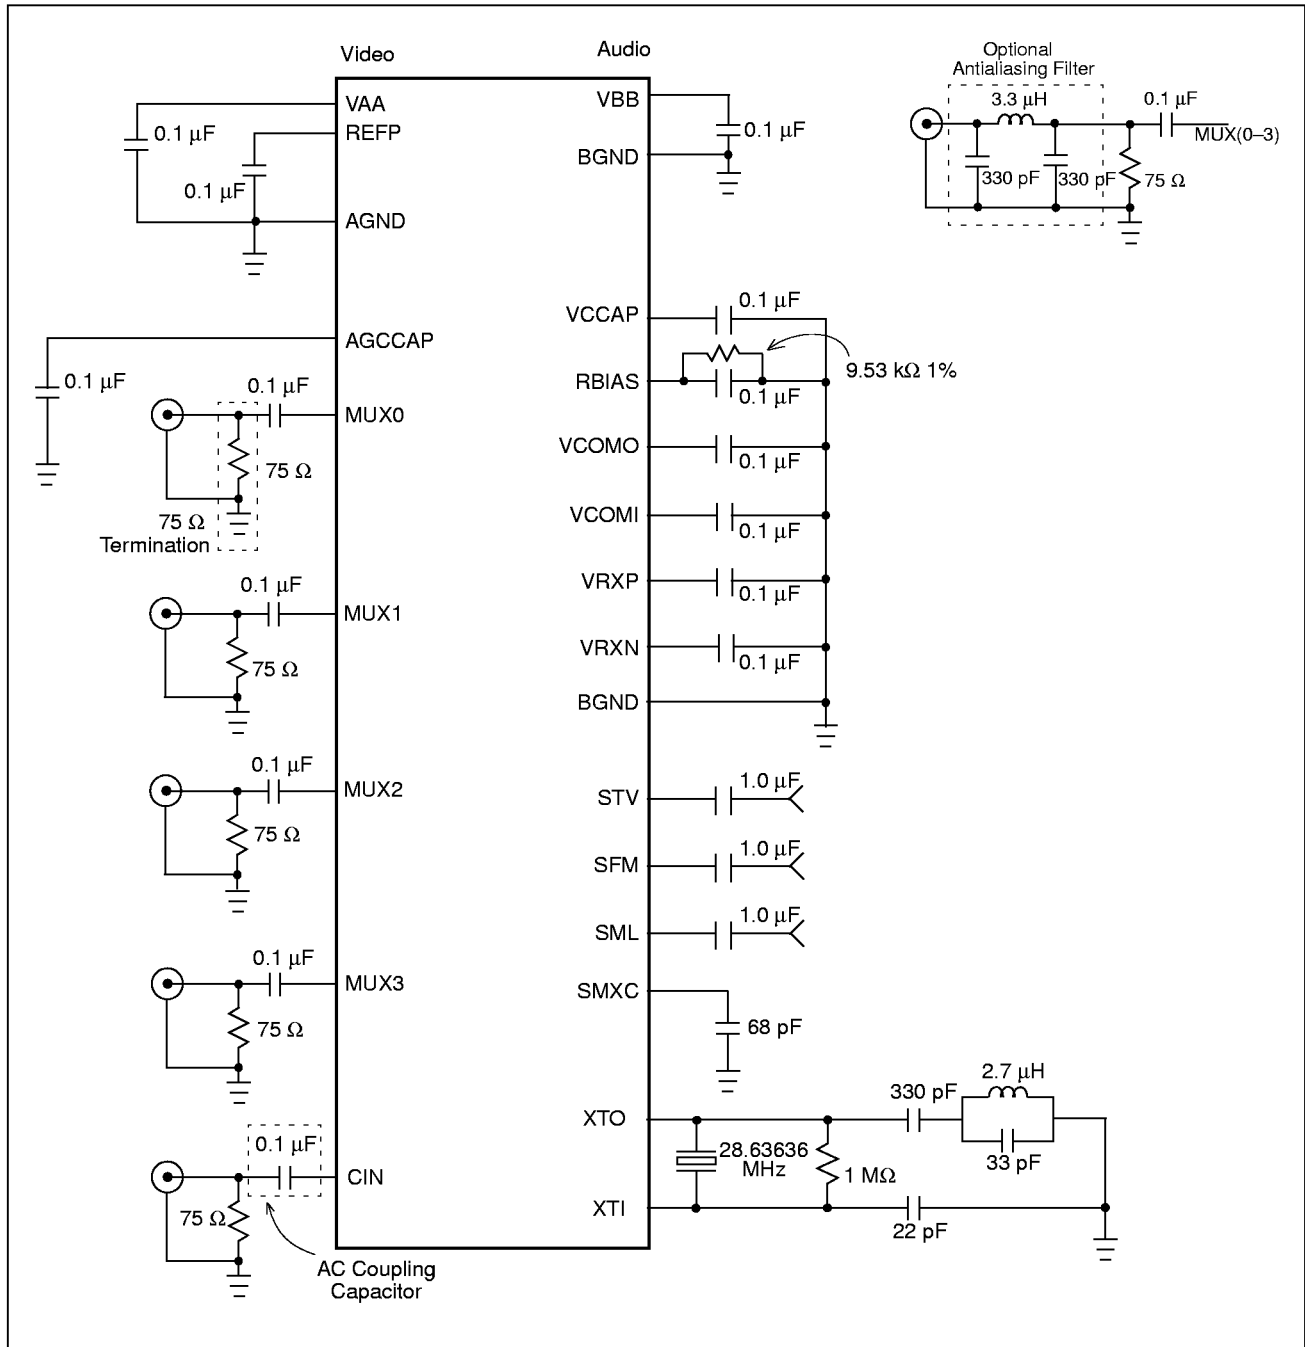 Video
Audio
Optional
Antialiasing Filter
VAA
0.1 µF
REFP
0.1 µF
AGND
VBB
0.1 µF
BGND
3.3 µH
0.1 µF
MUX(0–3)
330 pF
330 pF
75 Ω
AGCCAP
0.1 µF
0.1 µF
MUX0
75 Ω
75 Ω
Termination
0.1 µF
MUX1
75 Ω
0.1 µF
MUX2
75 Ω
0.1 µF
MUX3
75 Ω
0.1 µF
CIN
75 Ω
AC Coupling
Capacitor
VCCAP
0.1 µF
9.53 kΩ 1%
RBIAS
0.1 µF
VCOMO
0.1 µF
VCOMI
0.1 µF
VRXP
0.1 µF
VRXN
0.1 µF
BGND
STV
1.0 µF
SFM
1.0 µF
SML
1.0 µF
SMXC
68 pF
XTO
330 pF
2.7 µH
33 pF
28.63636
MHz
1 MΩ
XTI
22 pF